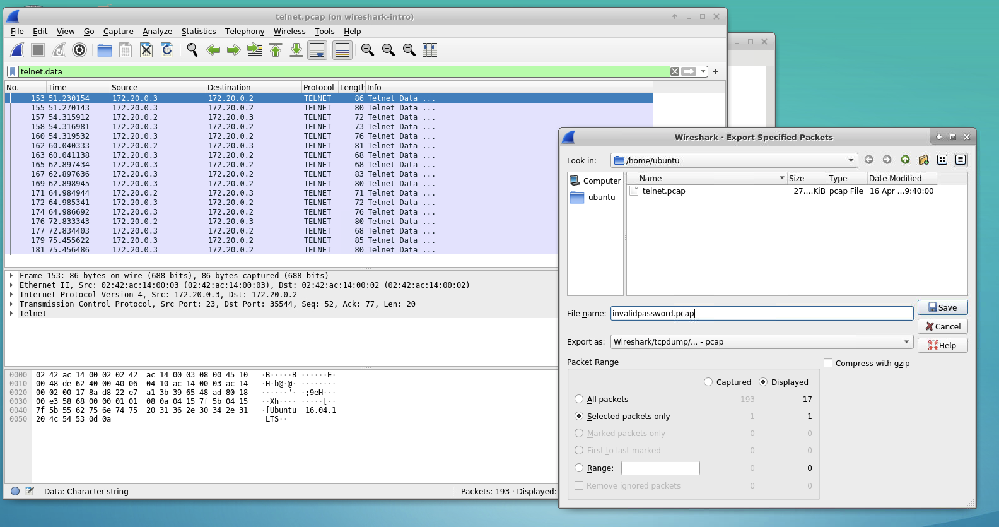 telnet.pcap (on wireshark-intro)
File Edit View Go Capture Analyze Statistics Telephony Wireless Tools Help
telnet.data
No. Time Source Destination Protocol Length Info
153 51.230154 172.20.0.3 172.20.0.2 TELNET 86 Telnet Data ...
155 51.270143 172.20.0.3 172.20.0.2 TELNET 80 Telnet Data ...
157 54.315912 172.20.0.2 172.20.0.3 TELNET 72 Telnet Data ...
158 54.316981 172.20.0.3 172.20.0.2 TELNET 73 Telnet Data ...
160 54.319532 172.20.0.3 172.20.0.2 TELNET 76 Telnet Data ...
162 60.040333 172.20.0.2 172.20.0.3 TELNET 81 Telnet Data ...
163 60.041138 172.20.0.3 172.20.0.2 TELNET 68 Telnet Data ...
165 62.897434 172.20.0.3 172.20.0.2 TELNET 68 Telnet Data ...
167 62.897636 172.20.0.3 172.20.0.2 TELNET 83 Telnet Data ...
169 62.898945 172.20.0.3 172.20.0.2 TELNET 80 Telnet Data ...
171 64.984944 172.20.0.2 172.20.0.3 TELNET 71 Telnet Data ...
172 64.985341 172.20.0.3 172.20.0.2 TELNET 72 Telnet Data ...
174 64.986692 172.20.0.3 172.20.0.2 TELNET 76 Telnet Data ...
176 72.833343 172.20.0.2 172.20.0.3 TELNET 80 Telnet Data ...
177 72.834403 172.20.0.3 172.20.0.2 TELNET 68 Telnet Data ...
179 75.455622 172.20.0.3 172.20.0.2 TELNET 85 Telnet Data ...
181 75.456486 172.20.0.3 172.20.0.2 TELNET 80 Telnet Data ...
Frame 153: 86 bytes on wire (688 bits), 86 bytes captured (688 bits)
Ethernet II, Src: 02:42:ac:14:00:03 (02:42:ac:14:00:03), Dst: 02:42:ac:14:00:02 (02:42:ac:14:00:02)
Internet Protocol Version 4, Src: 172.20.0.3, Dst: 172.20.0.2
Transmission Control Protocol, Src Port: 23, Dst Port: 35544, Seq: 52, Ack: 77, Len: 20
Telnet
0000 02 42 ac 14 00 02 02 42 ac 14 00 03 08 00 45 10 ·B·····B ······E·
0010 00 48 de 62 40 00 40 06 04 10 ac 14 00 03 ac 14 ·H·b@·@· ········
0020 00 02 00 17 8a d8 22 e7 a1 3b 39 65 48 ad 80 18 ······"· ·;9eH···
0030 00 e3 58 68 00 00 01 01 08 0a 04 15 7f 5b 04 15 ··Xh···· ·····[··
0040 7f 5b 55 62 75 6e 74 75 20 31 36 2e 30 34 2e 31 ·[Ubuntu 16.04.1
0050 20 4c 54 53 0d 0a LTS··
Data: Character string
Packets: 193 · Displayed:
Wireshark · Export Specified Packets
Look in: /home/ubuntu
Computer
ubuntu
Name Size Type Date Modified
telnet.pcap 27....KiB pcap File 16 Apr ...9:40:00
File name: invalidpassword.pcap
Save
Cancel
Export as: Wireshark/tcpdump/... - pcap
Help
Packet Range
Compress with gzip
Captured Displayed
All packets 193 17
Selected packets only 1 1
Marked packets only 0 0
First to last marked 0 0
Range: 0 0
Remove ignored packets 0 0